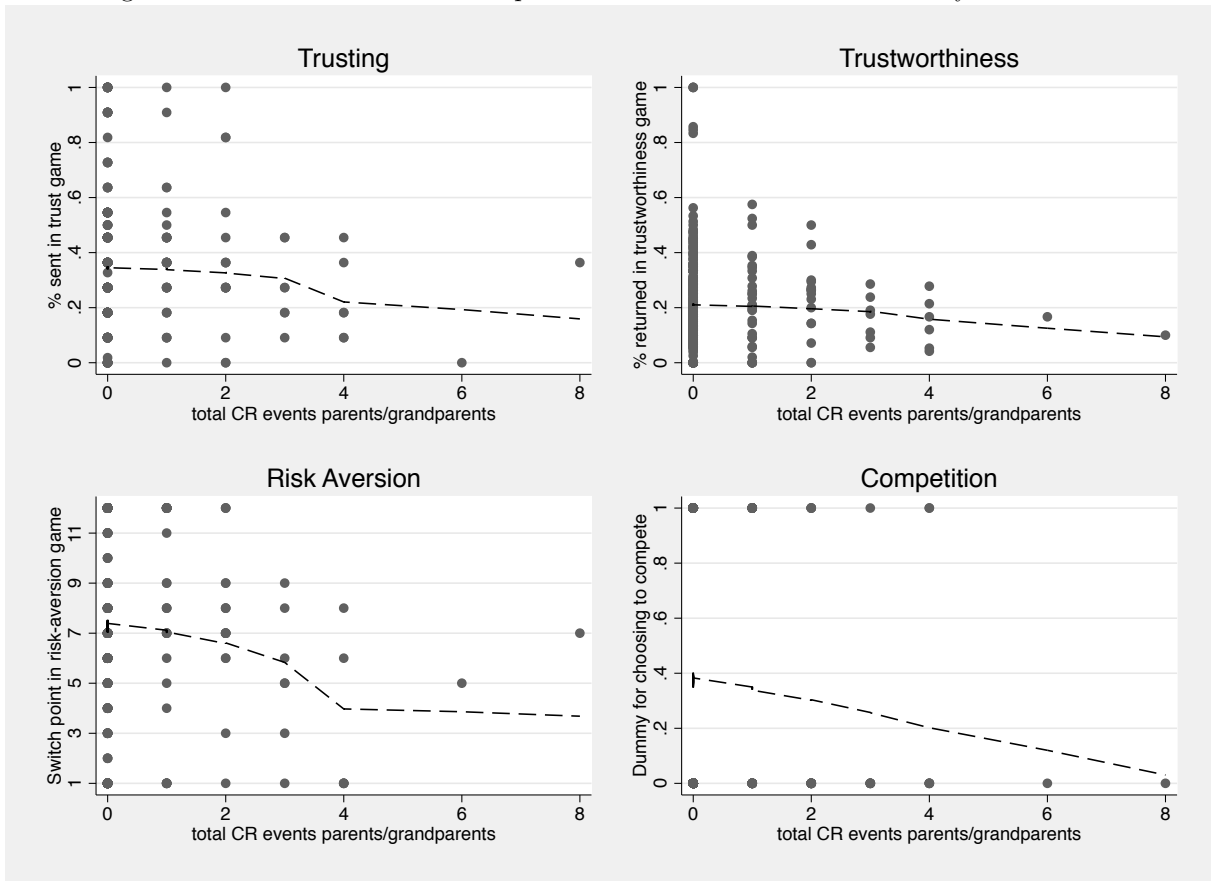 Trusting
% sent in trust game
0 .2 .4 .6 .8 1
0 2 4 6 8
total CR events parents/grandparents
Trustworthiness
% returned in trustworthiness game
0 .2 .4 .6 .8 1
0 2 4 6 8
total CR events parents/grandparents
Risk Aversion
Switch point in risk-aversion game
1 3 5 7 9 11
0 2 4 6 8
total CR events parents/grandparents
Competition
Dummy for choosing to compete
0 .2 .4 .6 .8 1
0 2 4 6 8
total CR events parents/grandparents